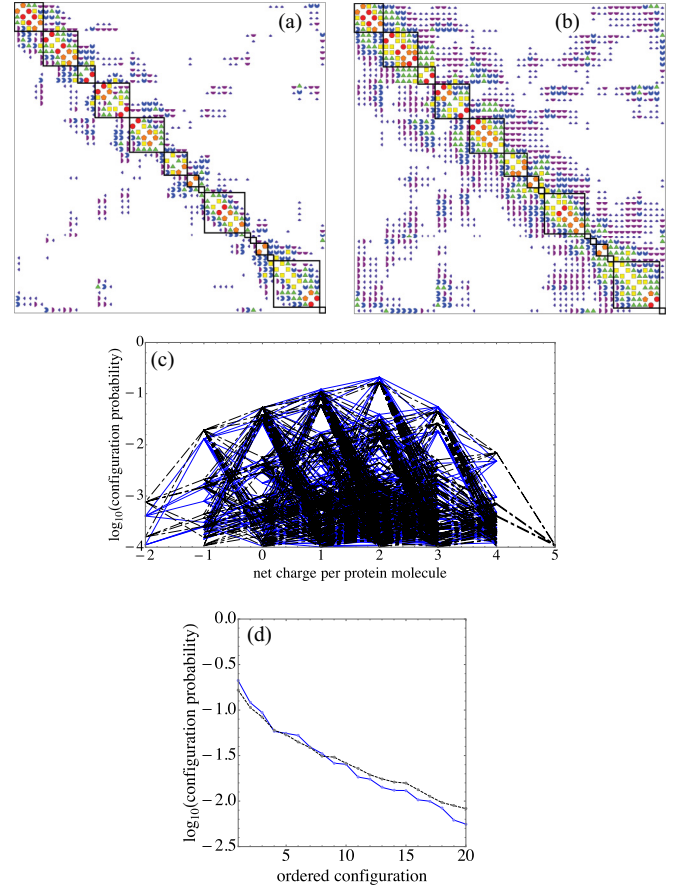 (a)
(b)
(c)
log₁₀(configuration probability)
0
−1
−2
−3
−4
−2 −1 0 1 2 3 4 5
net charge per protein molecule
(d)
log₁₀(configuration probability)
0.0
−0.5
−1.0
−1.5
−2.0
−2.5
5 10 15 20
ordered configuration